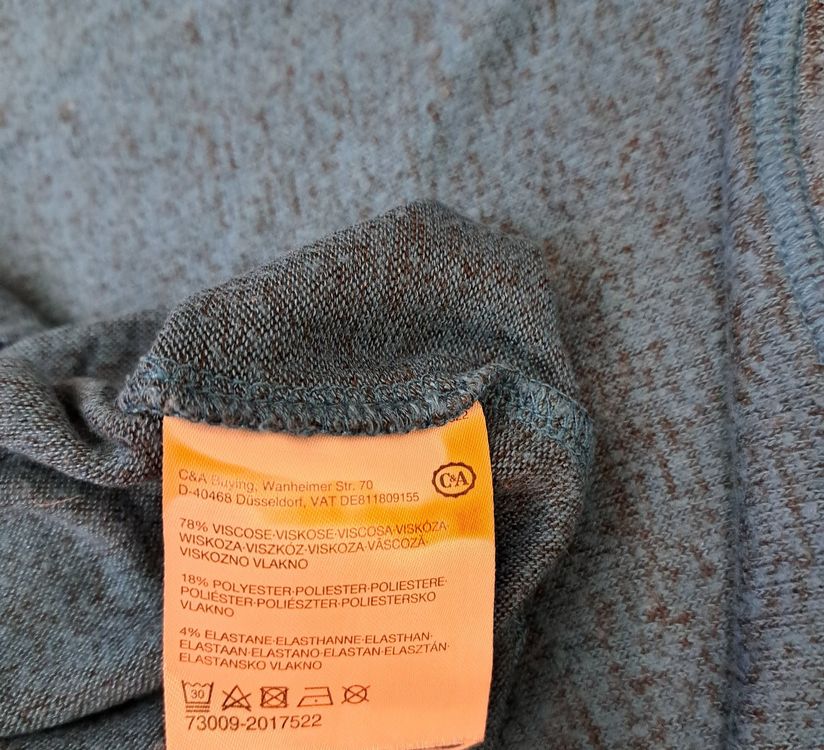 C&A Buying, Wanheimer Str. 70
D-40468 Düsseldorf, VAT DE811809155
C&A
78% VISCOSE·VISKOSE·VISCOSA·VISKÓZA·
WISKOZA·VISZKÓZ·VISKOZA·VÂSCOZÀ·
VISKOZNO VLAKNO
18% POLYESTER·POLIESTER·POLIESTERE·
POLIÉSTER·POLIÉSZTER·POLIESTERSKO
VLAKNO
4% ELASTANE·ELASTHANNE·ELASTHAN·
ELASTAAN·ELASTANO·ELASTAN·ELASZTÁN·
ELASTANSKO VLAKNO
30
73009-2017522